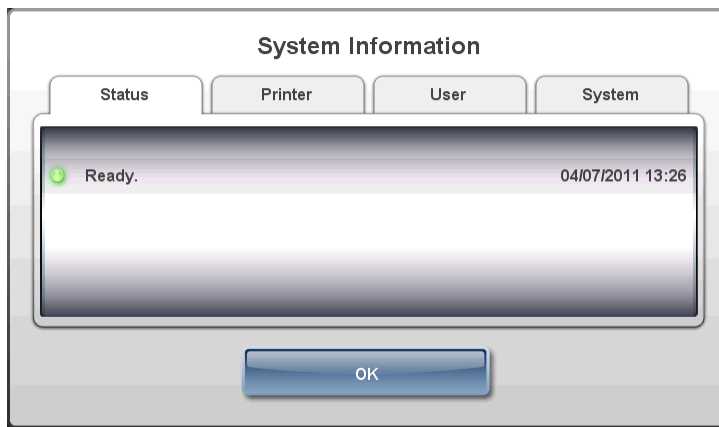 System Information
Status Printer User System
Ready. 04/07/2011 13:26
OK